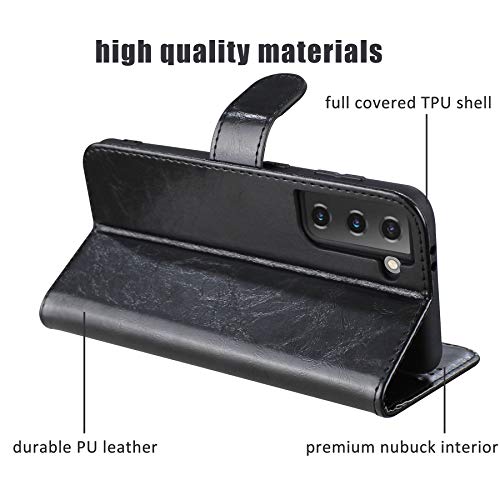 high quality materials
full covered TPU shell
durable PU leather
premium nubuck interior